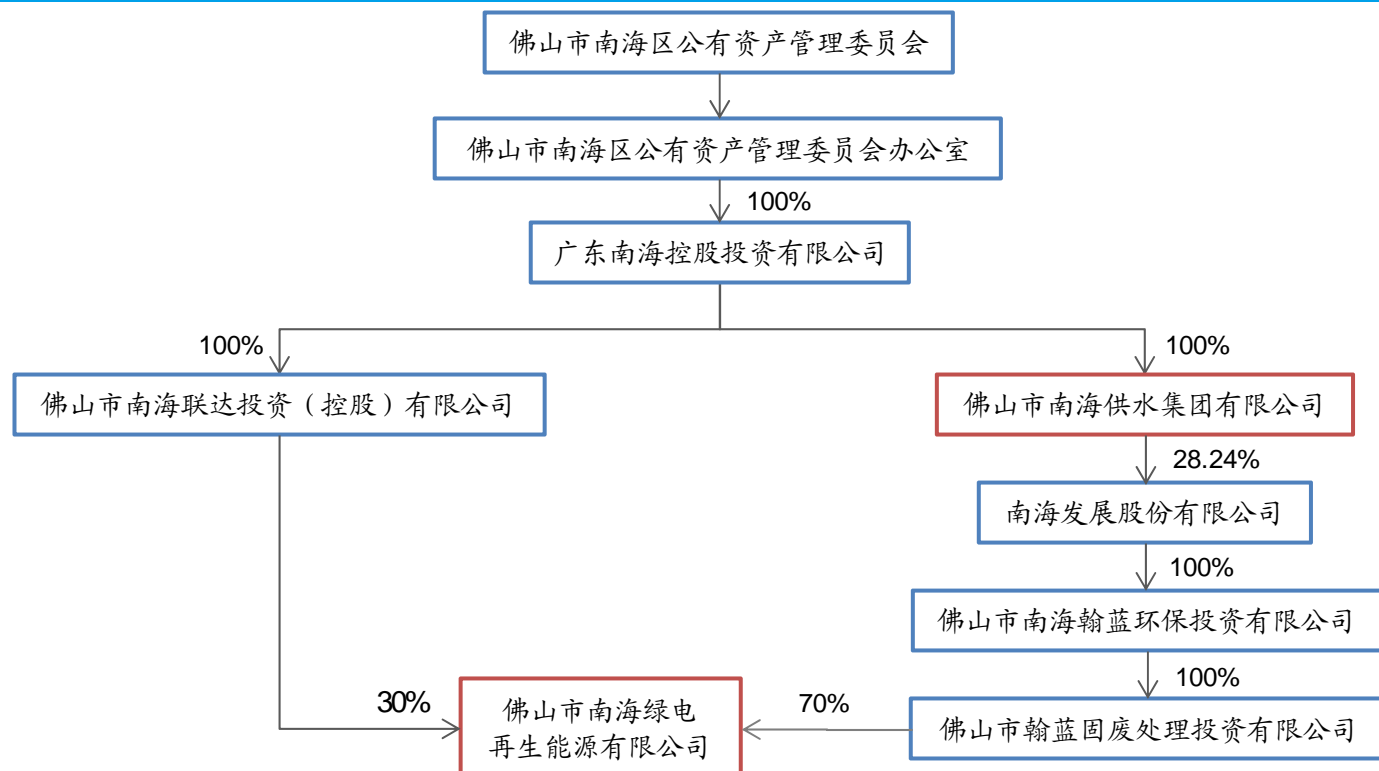 佛山市南海区公有资产管理委员会
佛山市南海区公有资产管理委员会办公室
100%
广东南海控股投资有限公司
100%
100%
佛山市南海联达投资（控股）有限公司
佛山市南海供水集团有限公司
28.24%
南海发展股份有限公司
100%
佛山市南海翰蓝环保投资有限公司
100%
30%
佛山市南海绿电
再生能源有限公司
70%
佛山市翰蓝固废处理投资有限公司